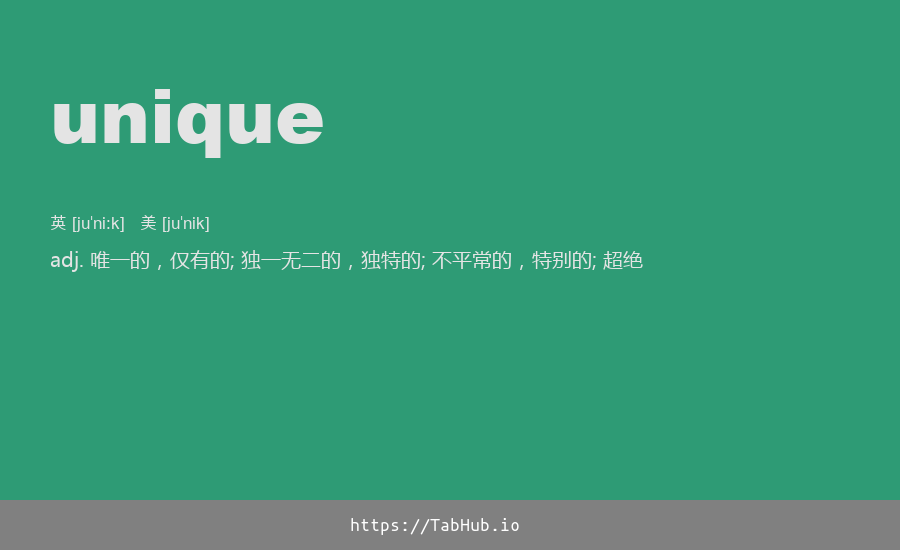 unique
英 [ju'ni:k] 美 [ju'nik]
adj. 唯一的，仅有的; 独一无二的，独特的; 不平常的，特别的; 超绝
https://TabHub.io